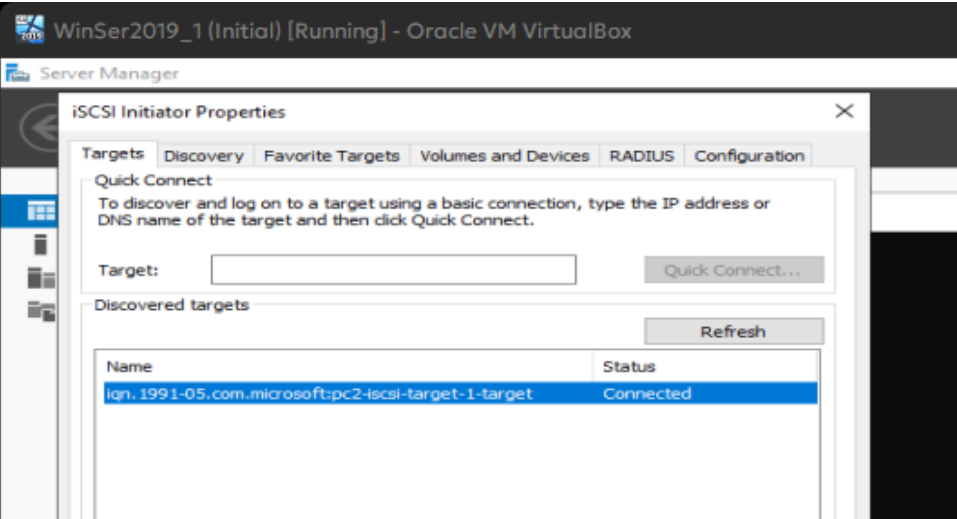 WinSer2019_1 (Initial) [Running] - Oracle VM VirtualBox
Server Manager
iSCSI Initiator Properties
Targets Discovery Favorite Targets Volumes and Devices RADIUS Configuration
Quick Connect
To discover and log on to a target using a basic connection, type the IP address or
DNS name of the target and then click Quick Connect.
Target: Quick Connect...
Discovered targets
Refresh
Name Status
iqn.1991-05.com.microsoft:pc2-iscsi-target-1-target Connected